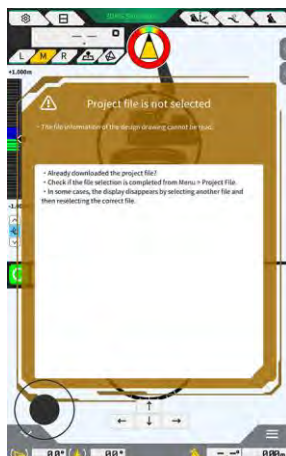 L M R
+1.000m
Project file is not selected
・The file information of the design drawing cannot be read.
・Already downloaded the project file?
・Check if the file selection is completed from Menu > Project File.
・In some cases, the display disappears by selecting another file and
then reselecting the correct file.